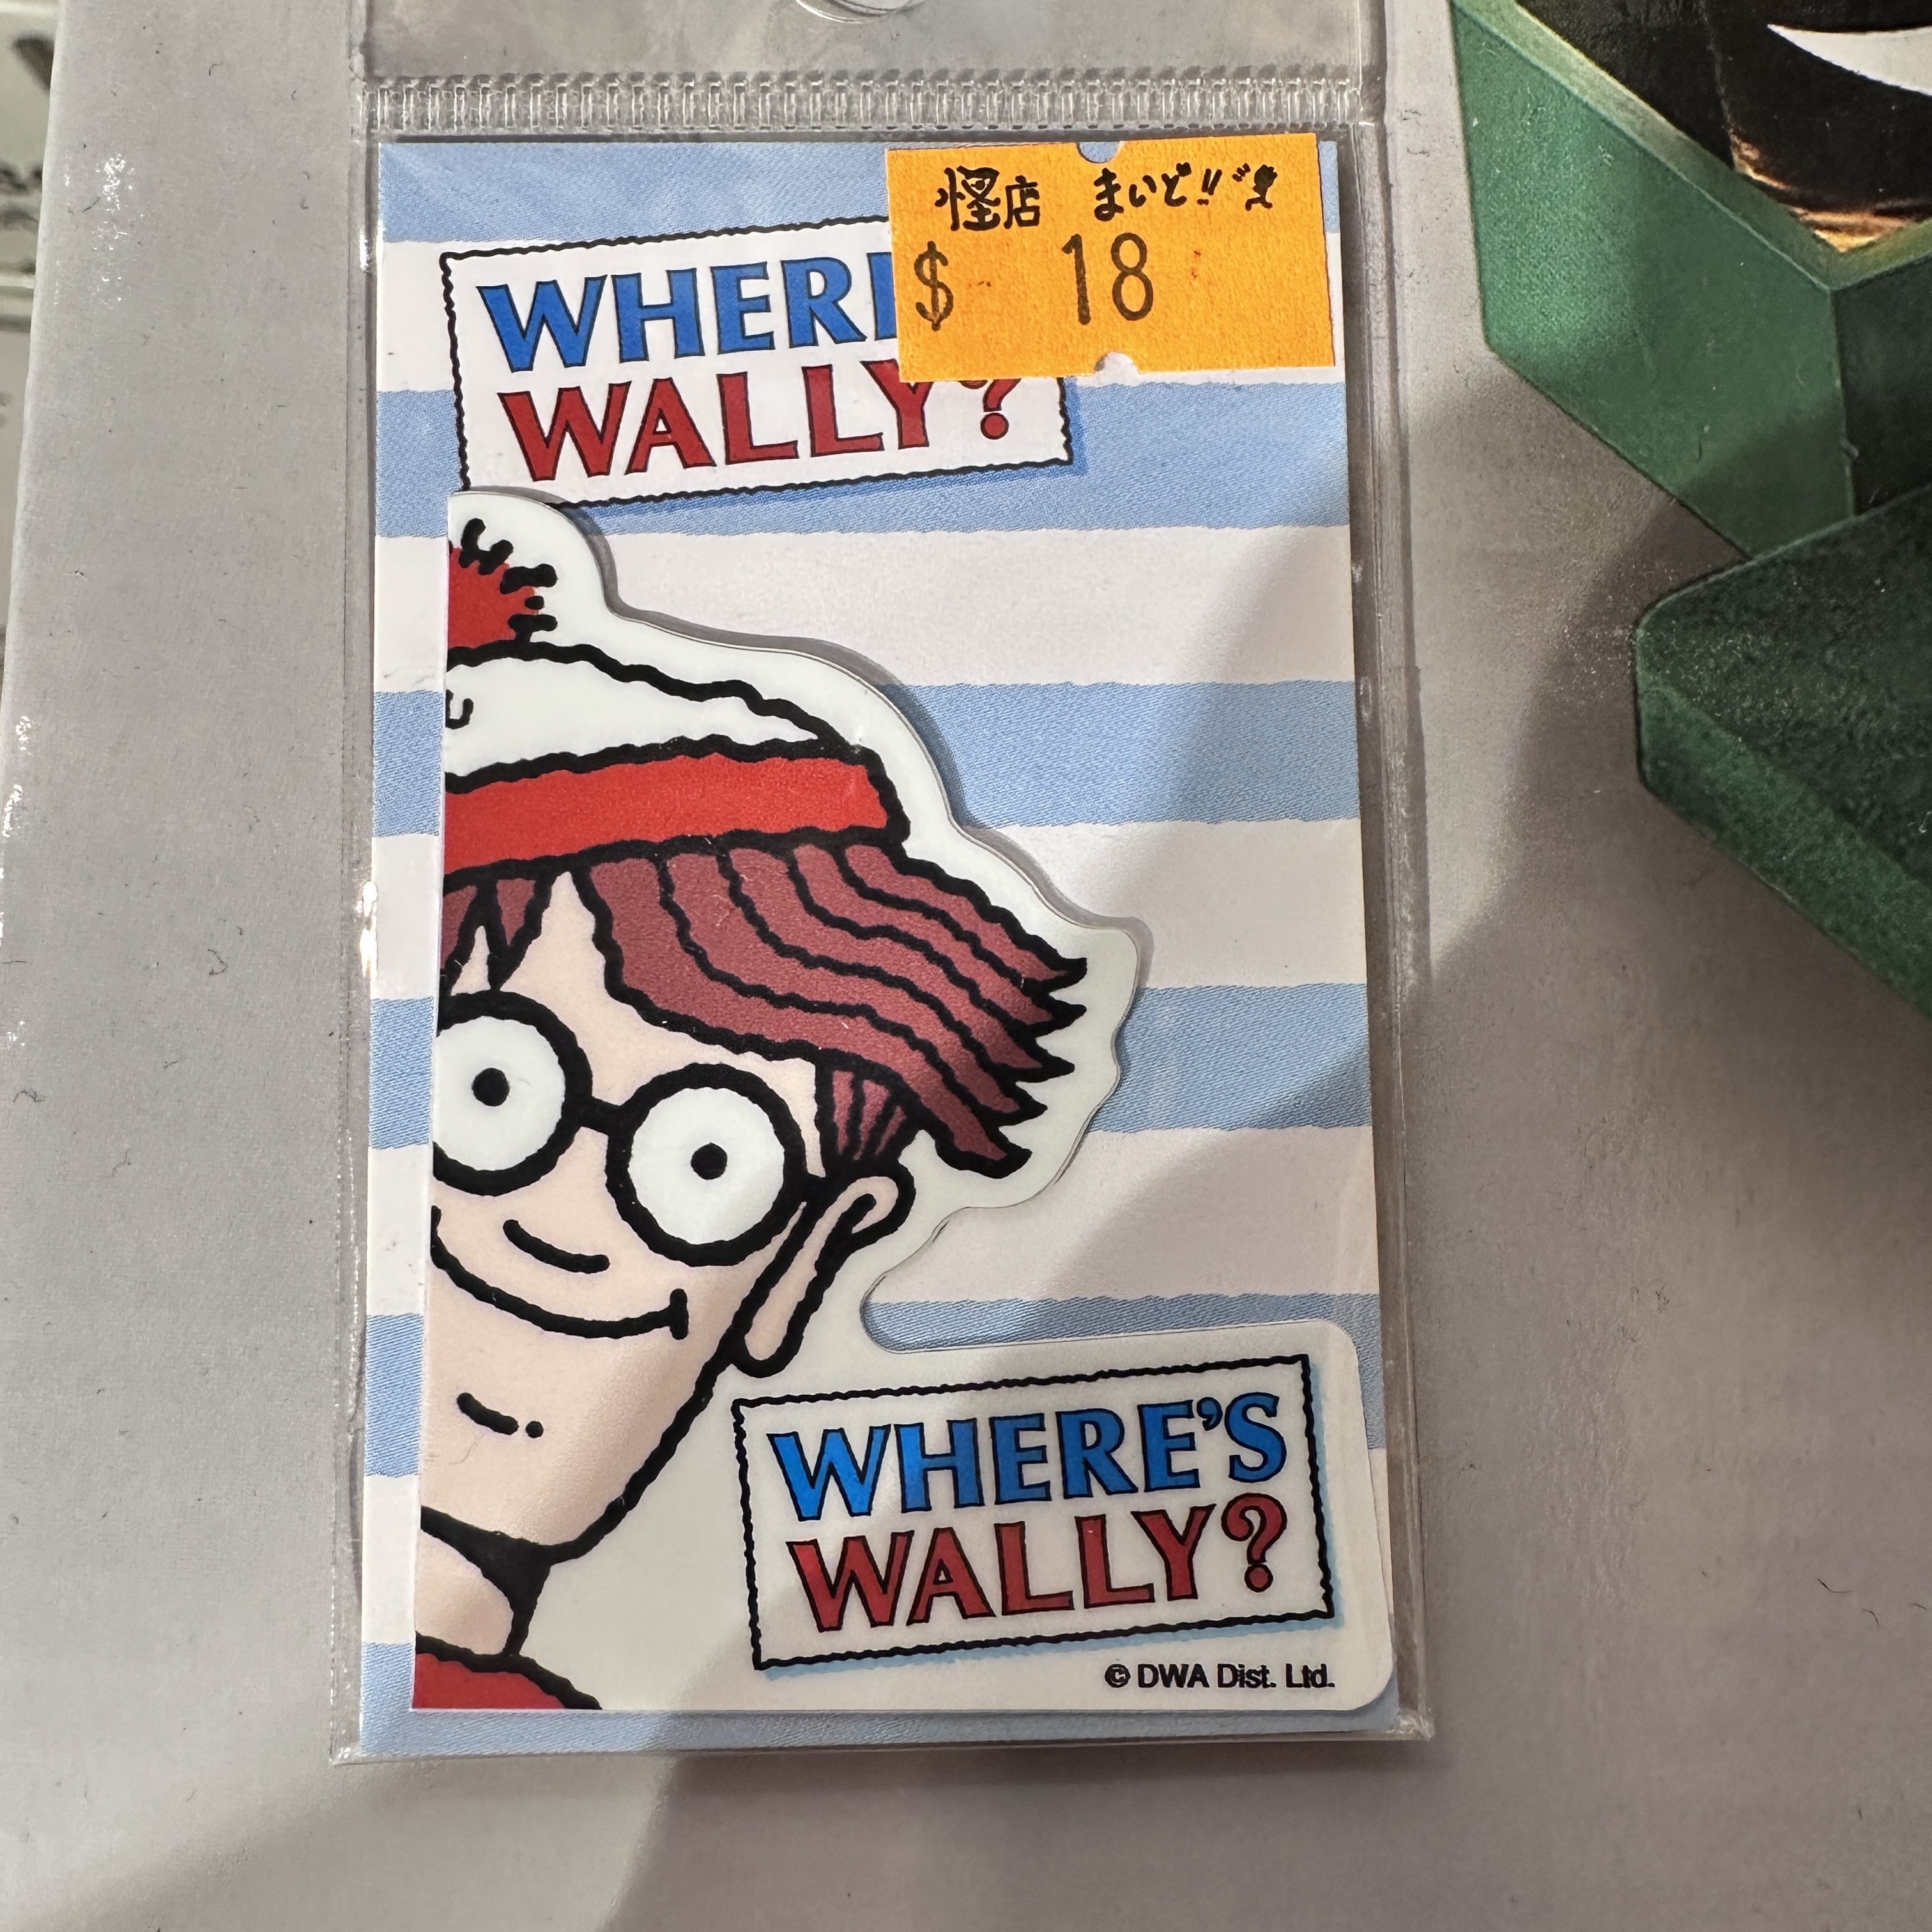 怪店 まいど!!
$ 18
WHER
WALLY?
WHERE'S
WALLY?
© DWA Dist. Ltd.